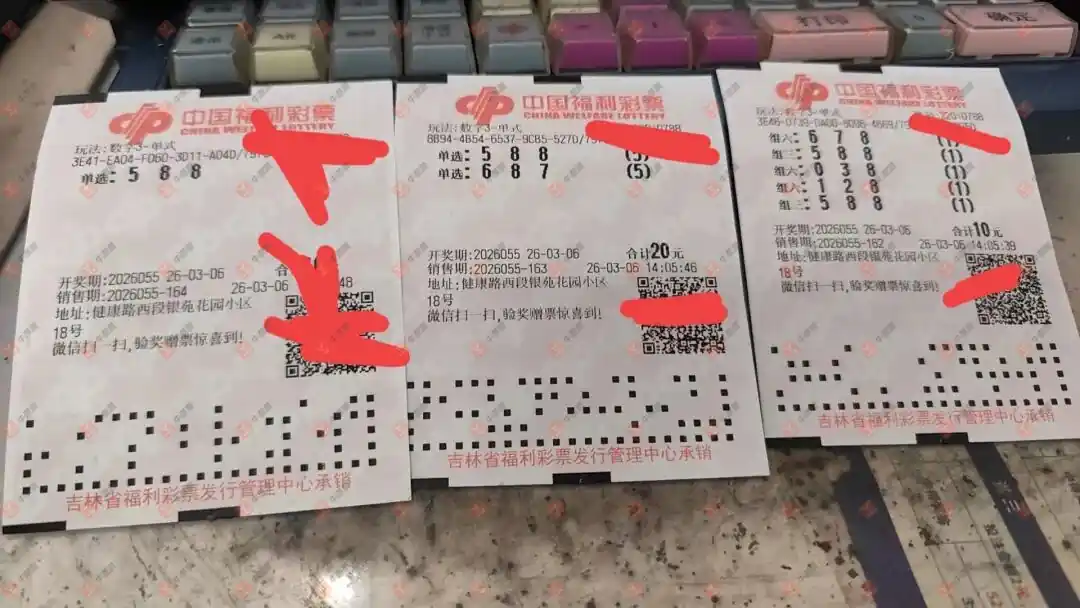 打印
确定
中国福利彩票
CHINA WELFARE LOTTERY
玩法:数字3-单式
单选: 5 8 8
开奖期:2026055 26-03-06
销售期:2026055-164 26-03-06
地址:健康路西段银苑花园小区
18号
微信扫一扫,验奖赠票惊喜到!
吉林省福利彩票发行管理中心承销
中国福利彩票
CHINA WELFARE LOTTERY
玩法:数字3-单式
单选: 5 8 8 (5)
单选: 6 8 7 (5)
开奖期:2026055 26-03-06 合计20元
销售期:2026055-163 26-03-06 14:05:46
地址:健康路西段银苑花园小区
18号
微信扫一扫,验奖赠票惊喜到!
吉林省福利彩票发行管理中心承销
中国福利彩票
CHINA WELFARE LOTTERY
玩法:数字3-单式
组六: 6 7 8 (1)
组三: 5 8 8 (1)
组六: 0 3 8 (1)
组六: 1 2 8 (1)
组三: 5 8 8 (1)
开奖期:2026055 26-03-06 合计10元
销售期:2026055-162 26-03-06 14:05:39
地址:健康路西段银苑花园小区
18号
微信扫一扫,验奖赠票惊喜到!
吉林省福利彩票发行管理中心承销